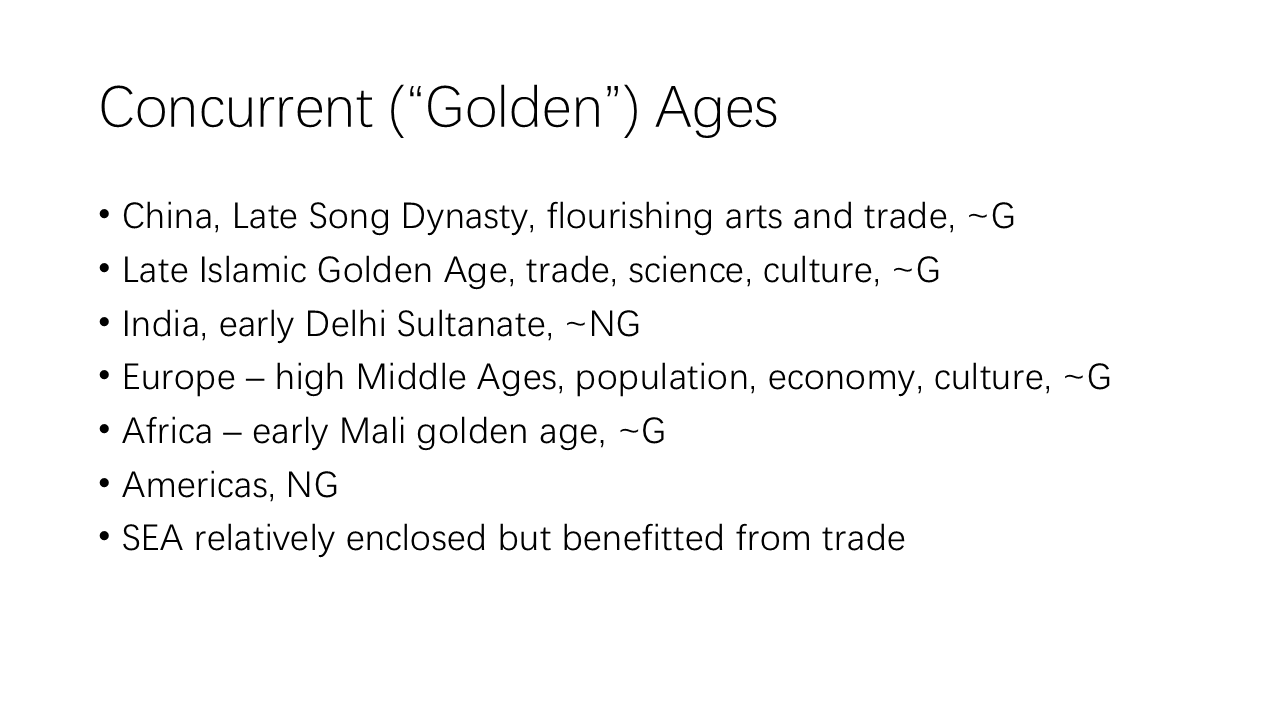 Concurrent (“Golden”) Ages
• China, Late Song Dynasty, flourishing arts and trade, ~G
• Late Islamic Golden Age, trade, science, culture, ~G
• India, early Delhi Sultanate, ~NG
• Europe – high Middle Ages, population, economy, culture, ~G
• Africa – early Mali golden age, ~G
• Americas, NG
• SEA relatively enclosed but benefitted from trade